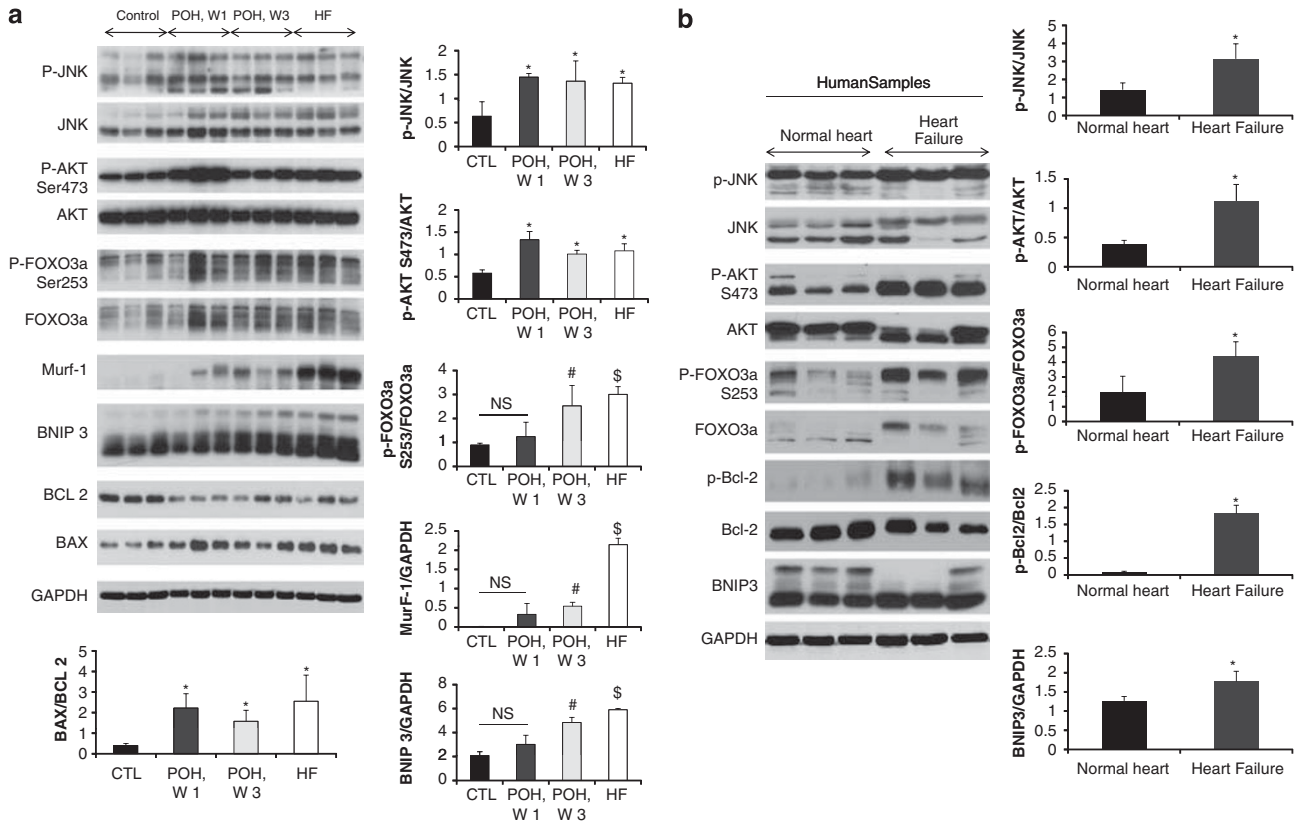 a
Control POH, W1 POH, W3 HF
P-JNK
JNK
P-AKT
Ser473
AKT
P-FOXO3a
Ser253
FOXO3a
Murf-1
BNIP 3
BCL 2
BAX
GAPDH
BAX/BCL 2
5
4
3
2
1
0
*
*
*
CTL POH, POH, HF
W 1 W 3
p-JNK/JNK
2
1.5
1
0.5
0
*
*
*
CTL POH, POH, HF
W 1 W 3
p-AKT S473/AKT
2
1.5
1
0.5
0
*
*
*
CTL POH, POH, HF
W 1 W 3
p-FOXO3a
S253/FOXO3a
4
3
2
1
0
NS
#
$
CTL POH, POH, HF
W 1 W 3
MurF-1/GAPDH
2.5
2
1.5
1
0.5
0
NS
#
$
CTL POH, POH, HF
W 1 W 3
BNIP 3/GAPDH
8
6
4
2
0
NS
#
$
CTL POH, POH, HF
W 1 W 3
b
HumanSamples
Normal heart Heart
Failure
p-JNK
JNK
P-AKT
S473
AKT
P-FOXO3a
S253
FOXO3a
p-Bcl-2
Bcl-2
BNIP3
GAPDH
p-JNK/JNK
5
4
3
2
1
0
*
Normal heart Heart Failure
p-AKT/AKT
1.5
1
0.5
0
*
Normal heart Heart Failure
p-FOXO3a/FOXO3a
6
5
4
3
2
1
0
*
Normal heart Heart Failure
p-Bcl2/Bcl2
2.5
2
1.5
1
0.5
0
*
Normal heart Heart Failure
BNIP3/GAPDH
2.5
2
1.5
1
0.5
0
*
Normal heart Heart Failure